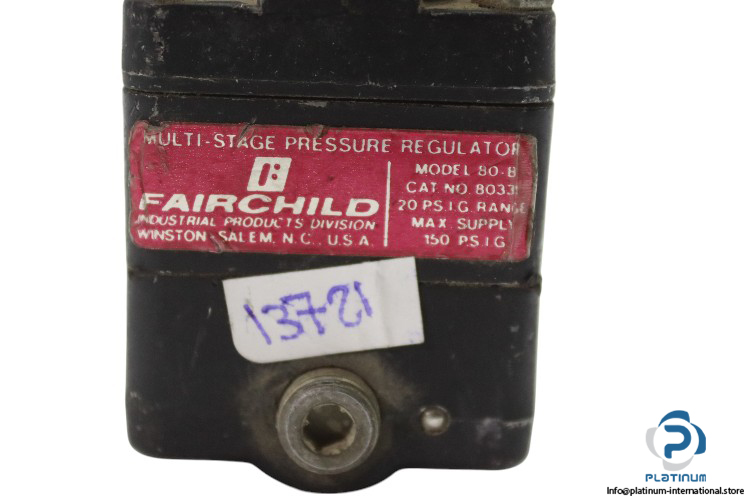 MULTI-STAGE PRESSURE REGULATOR
FAIRCHILD
INDUSTRIAL PRODUCTS DIVISION
WINSTON-SALEM, N.C., U.S.A.
MODEL 80-B
CAT. NO.
20 P.S.I.G. RANGE
MAX. SUPPLY
150 P.S.I.G.
13721
PLATINUM
Info@platinum-international.store